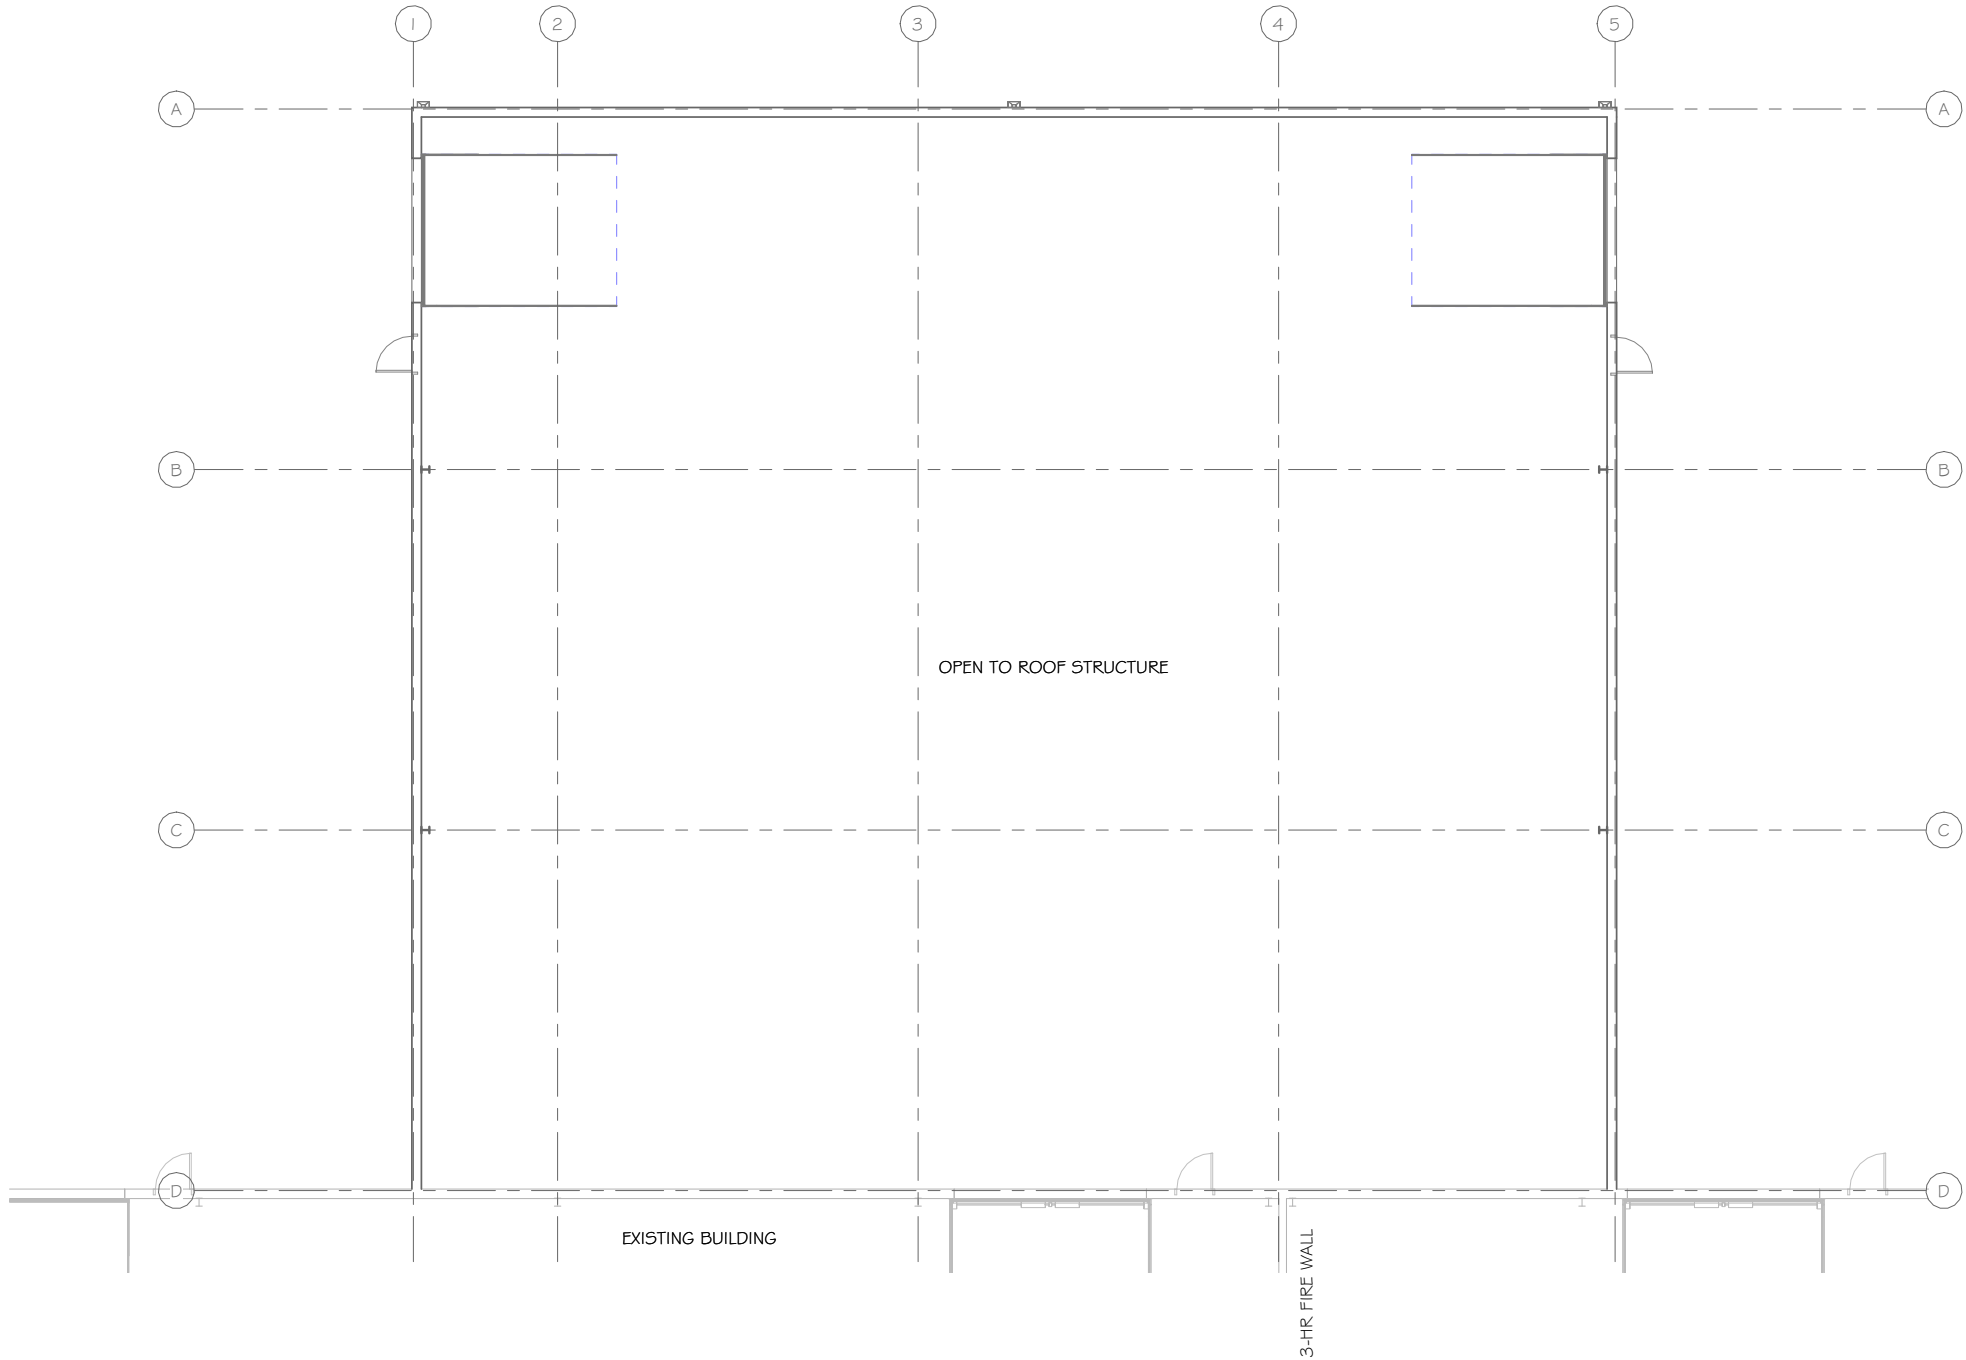 1 2 3 4 5
A A
B B
OPEN TO ROOF STRUCTURE
C C
D D
EXISTING BUILDING
3-HR FIRE WALL